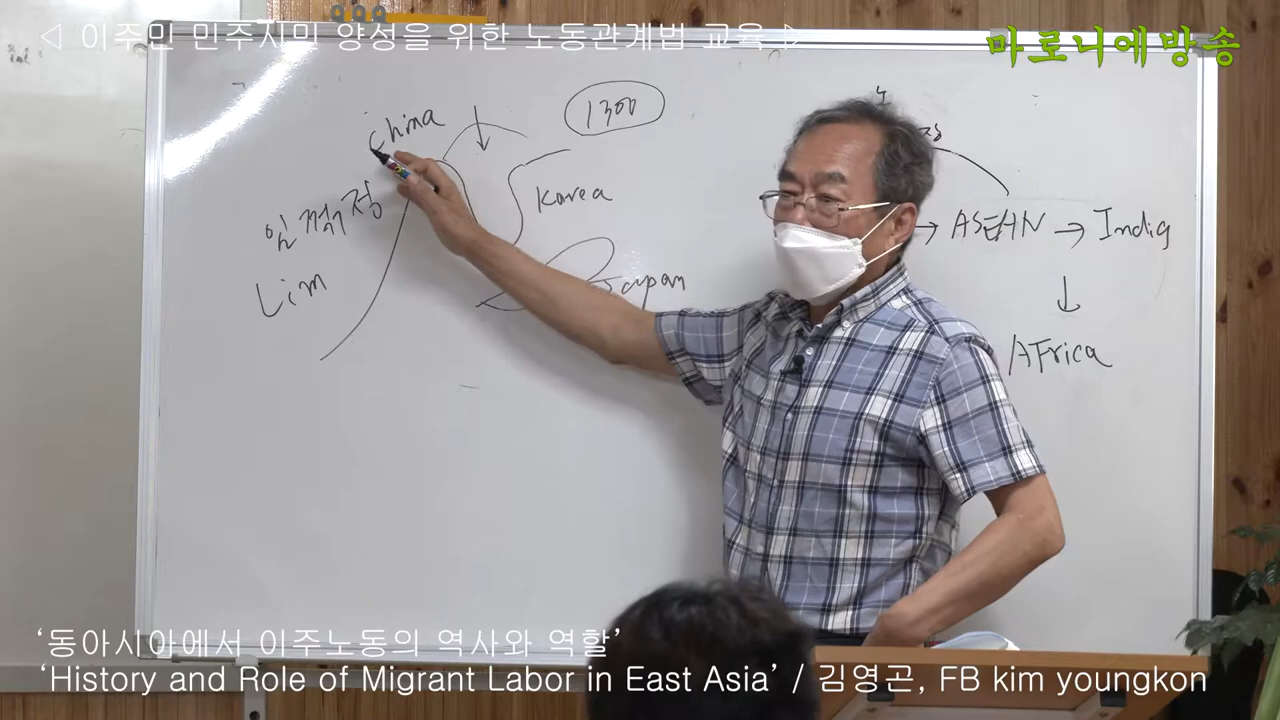 ◁ 이주민 민주시민 양성을 위한 노동관계법 교육 ▷
마로니에방송
China
1300
Korea
임꺽정
Lim
Japan
→ ASEAN → India
↓
AFrica
‘동아시아에서 이주노동의 역사와 역할’
‘History and Role of Migrant Labor in East Asia’ / 김영곤, FB kim youngkon